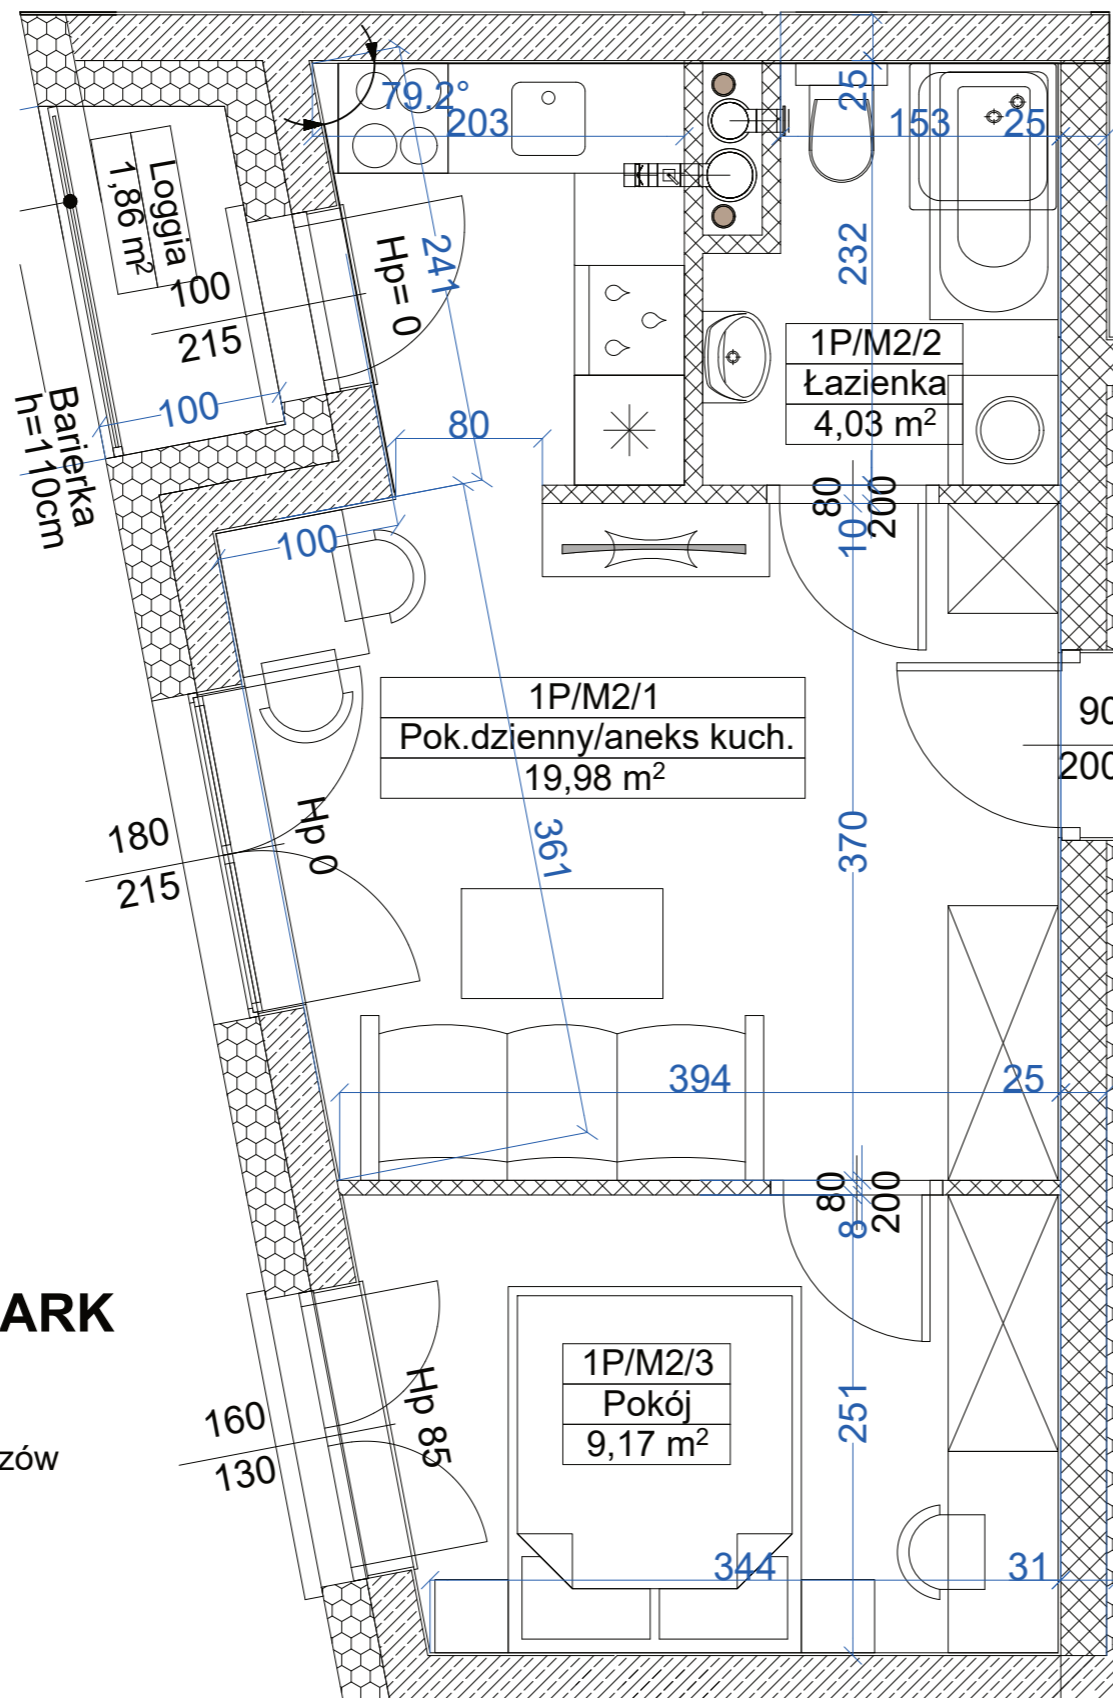 79.2°
203
25
153
25
Loggia
1,86 m²
100
215
Hp= 0
241
232
1P/M2/2
Łazienka
4,03 m²
100
80
Barierka
h=110cm
80
200
10
100
1P/M2/1
Pok.dzienny/aneks kuch.
19,98 m²
90
200
180
215
Hp 0
361
370
394
25
80
200
8
ARK
1P/M2/3
Pokój
9,17 m²
160
130
Hp 85
251
zów
344
31